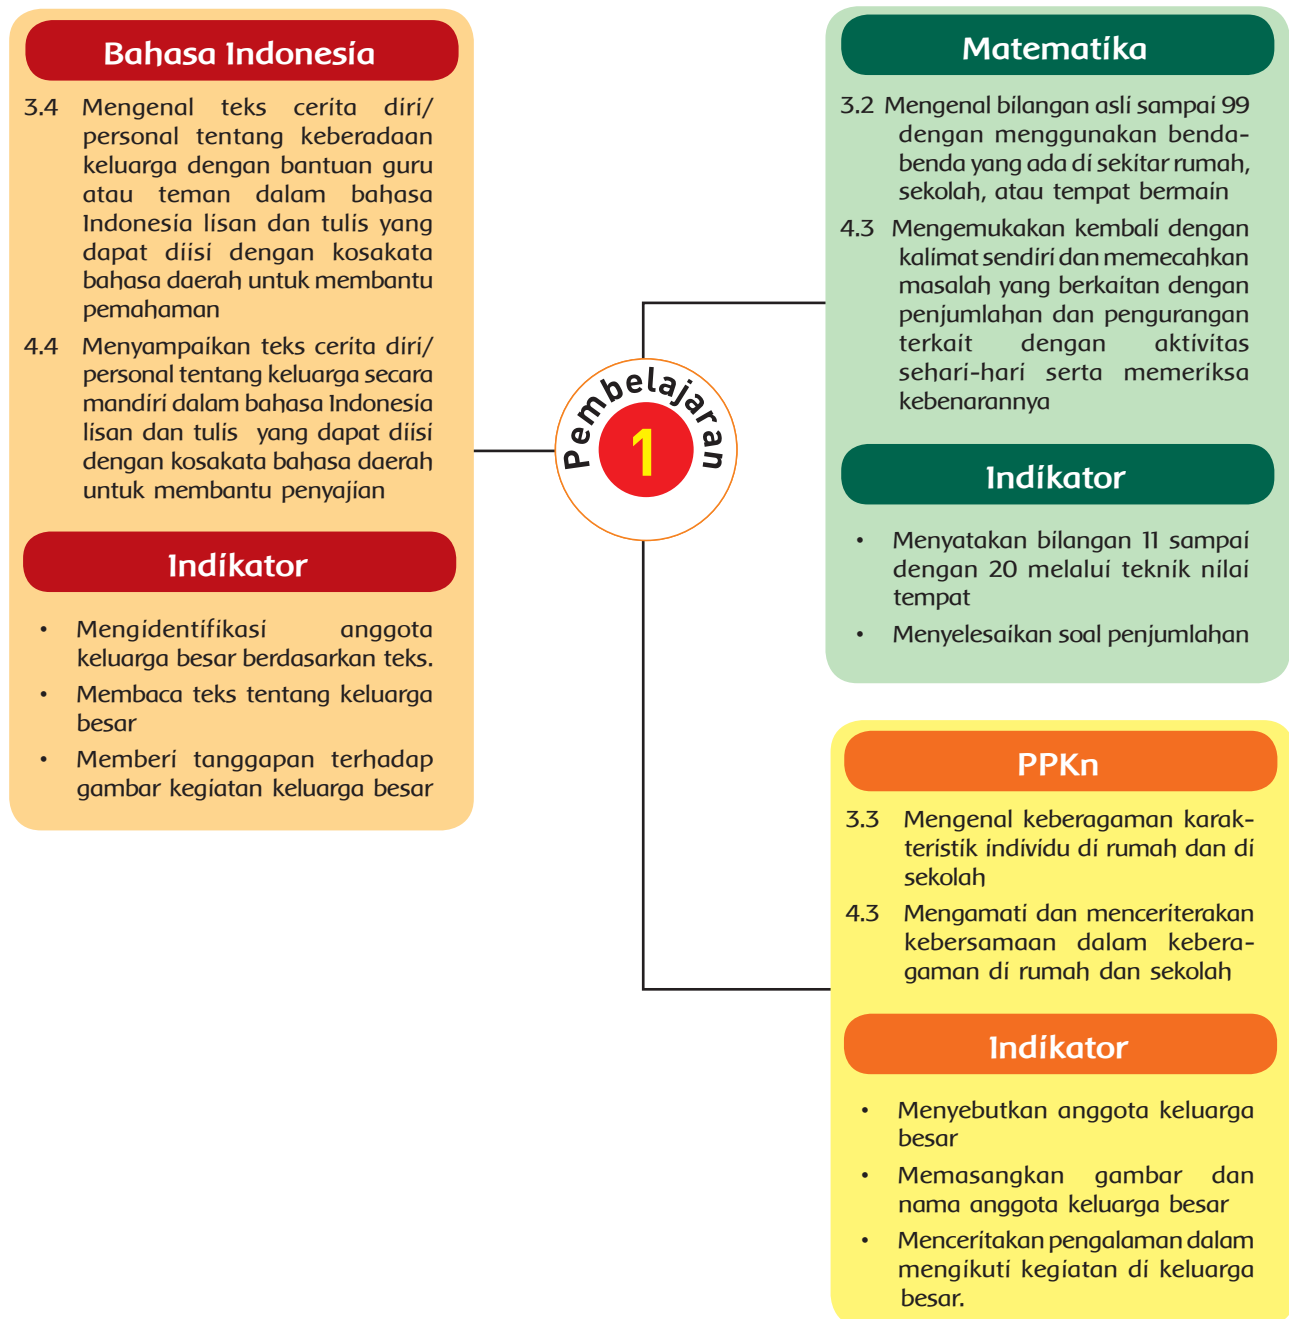 Bahasa Indonesia
3.4 Mengenal teks cerita diri/
personal tentang keberadaan
keluarga dengan bantuan guru
atau teman dalam bahasa
Indonesia lisan dan tulis yang
dapat diisi dengan kosakata
bahasa daerah untuk membantu
pemahaman
4.4 Menyampaikan teks cerita diri/
personal tentang keluarga secara
mandiri dalam bahasa Indonesia
lisan dan tulis yang dapat diisi
dengan kosakata bahasa daerah
untuk membantu penyajian
Indikator
• Mengidentifikasi anggota
keluarga besar berdasarkan teks.
• Membaca teks tentang keluarga
besar
• Memberi tanggapan terhadap
gambar kegiatan keluarga besar
Pembelajaran
1
Matematika
3.2 Mengenal bilangan asli sampai 99
dengan menggunakan benda-
benda yang ada di sekitar rumah,
sekolah, atau tempat bermain
4.3 Mengemukakan kembali dengan
kalimat sendiri dan memecahkan
masalah yang berkaitan dengan
penjumlahan dan pengurangan
terkait dengan aktivitas
sehari-hari serta memeriksa
kebenarannya
Indikator
• Menyatakan bilangan 11 sampai
dengan 20 melalui teknik nilai
tempat
• Menyelesaikan soal penjumlahan
PPKn
3.3 Mengenal keberagaman karak-
teristik individu di rumah dan di
sekolah
4.3 Mengamati dan menceriterakan
kebersamaan dalam kebera-
gaman di rumah dan sekolah
Indikator
• Menyebutkan anggota keluarga
besar
• Memasangkan gambar dan
nama anggota keluarga besar
• Menceritakan pengalaman dalam
mengikuti kegiatan di keluarga
besar.